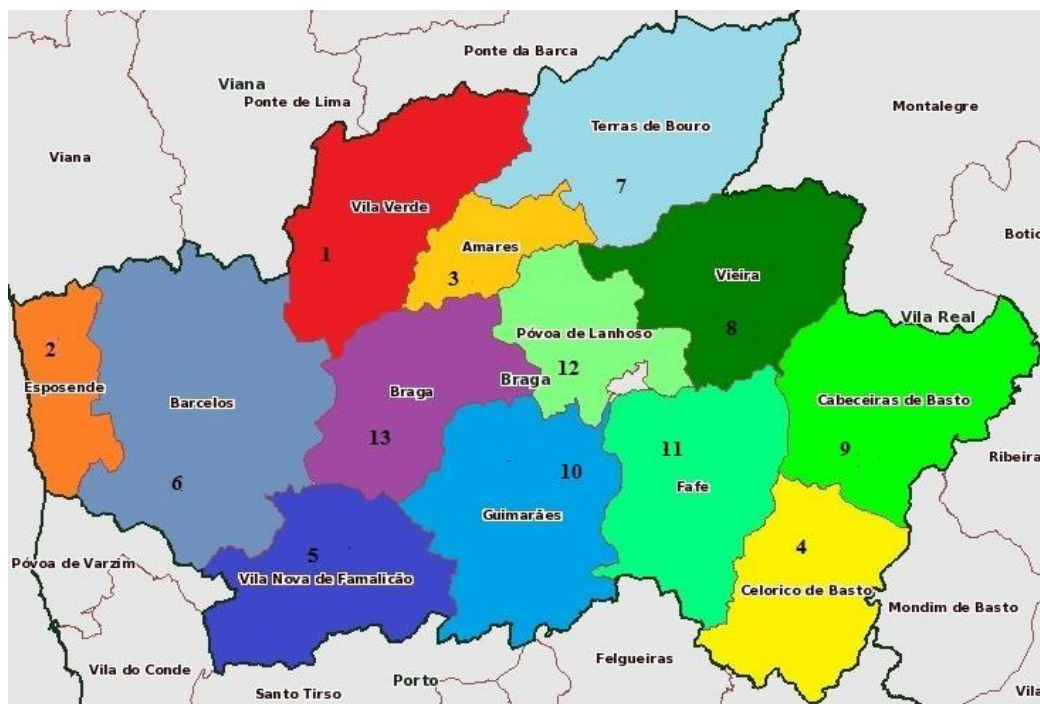 Ponte da Barca
Viana
Ponte de Lima
Montalegre
Terras de Bouro
Viana
7
Vila Verde
Botic
1
Amares
3
Vieira
Vila Real
8
Póvoa de Lanhoso
2
12
Esposende
Braga
Braga
Barcelos
Cabeceiras de Basto
13
11
9
Ribeira
10
6
Fafe
Guimarães
4
5
Póvoa de Varzim
Vila Nova de Famalicão
Celorico de Basto
Mondim de Basto
Felgueiras
Vila do Conde
Porto
Santo Tirso
Vila